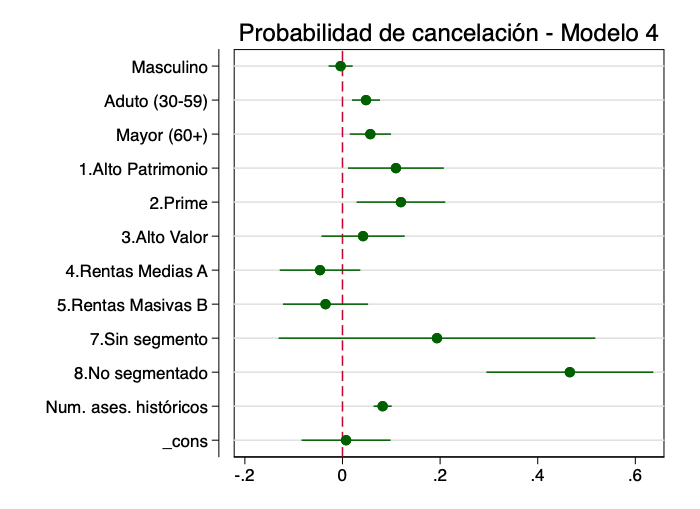 Probabilidad de cancelación - Modelo 4
Masculino
Aduto (30-59)
Mayor (60+)
1.Alto Patrimonio
2.Prime
3.Alto Valor
4.Rentas Medias A
5.Rentas Masivas B
7.Sin segmento
8.No segmentado
Num. ases. históricos
_cons
-.2 0 .2 .4 .6